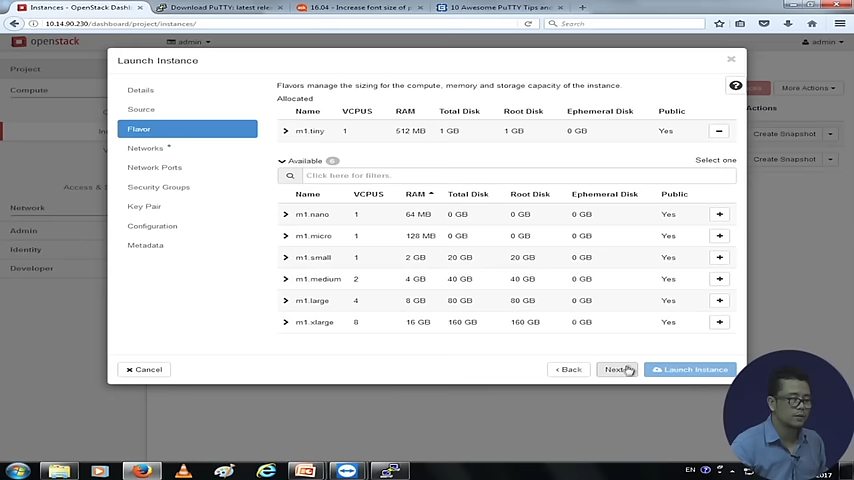 Instances - OpenStack Dash
Download PuTTY: latest rele
16.04 - Increase font size of p
10 Awesome PuTTY Tips and
10.14.90.230/dashboard/project/instances/
Search
openstack
admin
admin
Project
Compute
Network
Admin
Identity
Developer
More Actions
Actions
Create Snapshot
Create Snapshot
Launch Instance
Details
Source
Flavor
Networks *
Network Ports
Security Groups
Key Pair
Configuration
Metadata
Flavors manage the sizing for the compute, memory and storage capacity of the instance.
Allocated
Name VCPUS RAM Total Disk Root Disk Ephemeral Disk Public
m1.tiny 1 512 MB 1 GB 1 GB 0 GB Yes
Available 6 Select one
Click here for filters.
Name VCPUS RAM Total Disk Root Disk Ephemeral Disk Public
m1.nano 1 64 MB 0 GB 0 GB 0 GB Yes
m1.micro 1 128 MB 0 GB 0 GB 0 GB Yes
m1.small 1 2 GB 20 GB 20 GB 0 GB Yes
m1.medium 2 4 GB 40 GB 40 GB 0 GB Yes
m1.large 4 8 GB 80 GB 80 GB 0 GB Yes
m1.xlarge 8 16 GB 160 GB 160 GB 0 GB Yes
Cancel
Back
Next
Launch Instance
EN